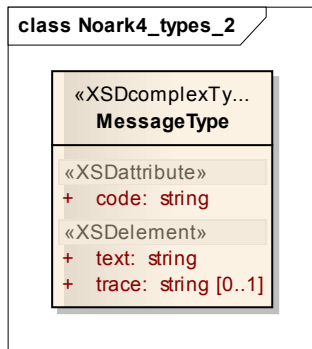 class Noark4_types_2
«XSDcomplexTy...
MessageType
«XSDattribute»
+ code: string
«XSDelement»
+ text: string
+ trace: string [0..1]